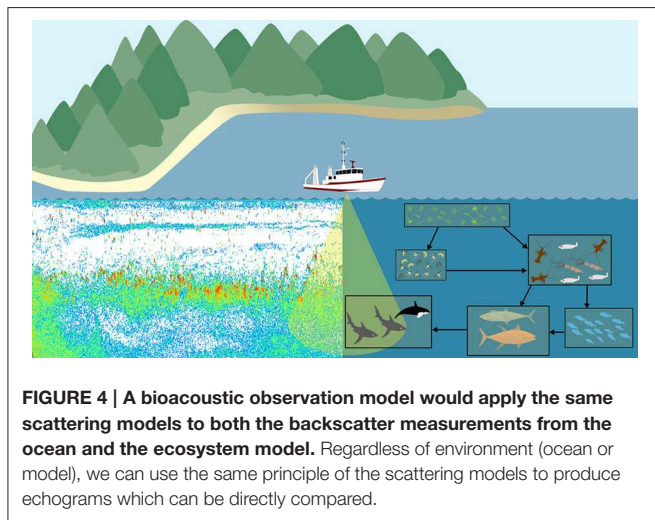 FIGURE 4 | A bioacoustic observation model would apply the same
scattering models to both the backscatter measurements from the
ocean and the ecosystem model. Regardless of environment (ocean or
model), we can use the same principle of the scattering models to produce
echograms which can be directly compared.